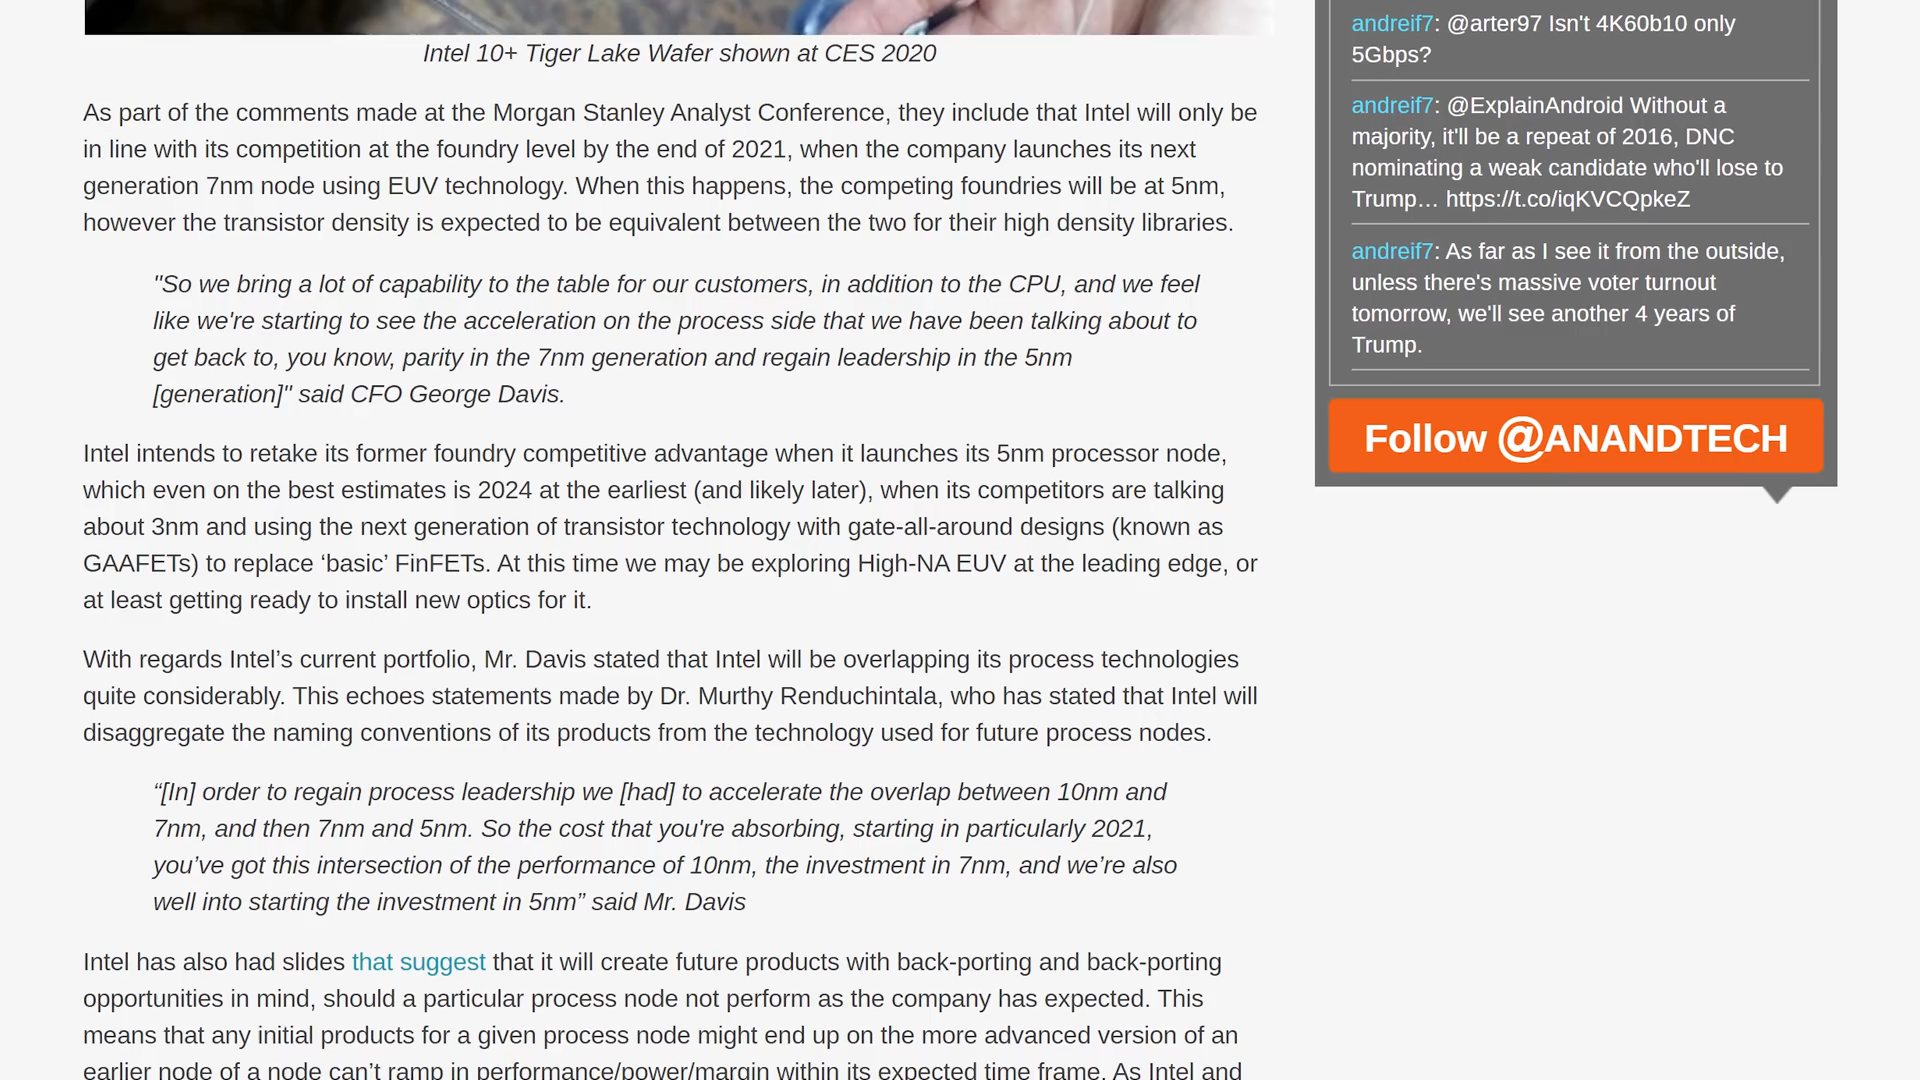 Intel 10+ Tiger Lake Wafer shown at CES 2020
As part of the comments made at the Morgan Stanley Analyst Conference, they include that Intel will only be
in line with its competition at the foundry level by the end of 2021, when the company launches its next
generation 7nm node using EUV technology. When this happens, the competing foundries will be at 5nm,
however the transistor density is expected to be equivalent between the two for their high density libraries.
"So we bring a lot of capability to the table for our customers, in addition to the CPU, and we feel
like we're starting to see the acceleration on the process side that we have been talking about to
get back to, you know, parity in the 7nm generation and regain leadership in the 5nm
[generation]" said CFO George Davis.
Intel intends to retake its former foundry competitive advantage when it launches its 5nm processor node,
which even on the best estimates is 2024 at the earliest (and likely later), when its competitors are talking
about 3nm and using the next generation of transistor technology with gate-all-around designs (known as
GAAFETs) to replace ‘basic’ FinFETs. At this time we may be exploring High-NA EUV at the leading edge, or
at least getting ready to install new optics for it.
With regards Intel’s current portfolio, Mr. Davis stated that Intel will be overlapping its process technologies
quite considerably. This echoes statements made by Dr. Murthy Renduchintala, who has stated that Intel will
disaggregate the naming conventions of its products from the technology used for future process nodes.
“[In] order to regain process leadership we [had] to accelerate the overlap between 10nm and
7nm, and then 7nm and 5nm. So the cost that you're absorbing, starting in particularly 2021,
you’ve got this intersection of the performance of 10nm, the investment in 7nm, and we’re also
well into starting the investment in 5nm” said Mr. Davis
Intel has also had slides that suggest that it will create future products with back-porting and back-porting
opportunities in mind, should a particular process node not perform as the company has expected. This
means that any initial products for a given process node might end up on the more advanced version of an
earlier node of a node can’t ramp in performance/power/margin within its expected time frame. As Intel and
andreif7: @arter97 Isn't 4K60b10 only
5Gbps?
andreif7: @ExplainAndroid Without a
majority, it'll be a repeat of 2016, DNC
nominating a weak candidate who'll lose to
Trump… https://t.co/iqKVCQpkeZ
andreif7: As far as I see it from the outside,
unless there's massive voter turnout
tomorrow, we'll see another 4 years of
Trump.
Follow @ANANDTECH